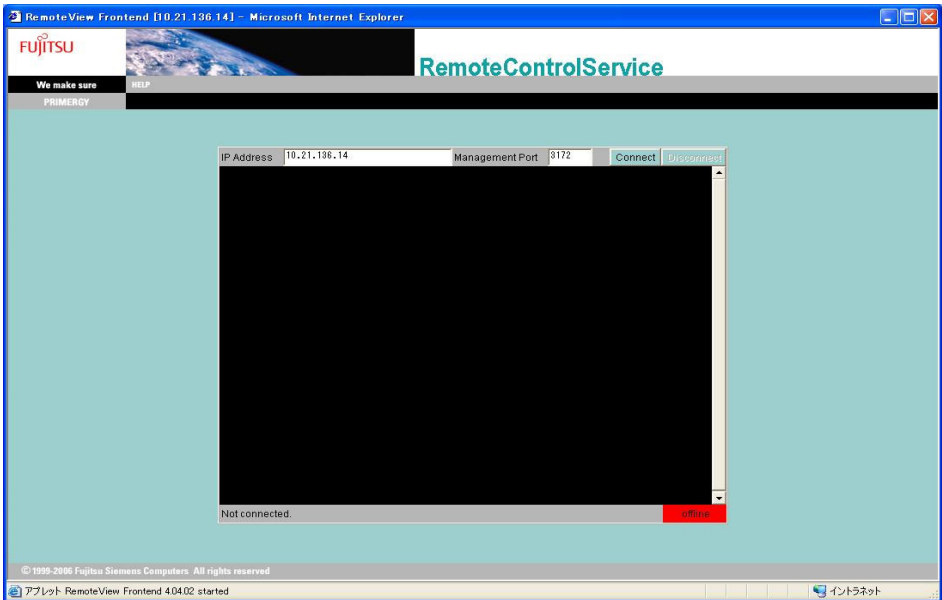 RemoteView Frontend [10.21.136.14] - Microsoft Internet Explorer
FUJITSU
RemoteControlService
We make sure
HELP
PRIMERGY
IP Address 10.21.136.14 Management Port 3172 Connect Disconnect
Not connected. offline
© 1999-2006 Fujitsu Siemens Computers All rights reserved
アプレット RemoteView Frontend 4.04.02 started イントラネット